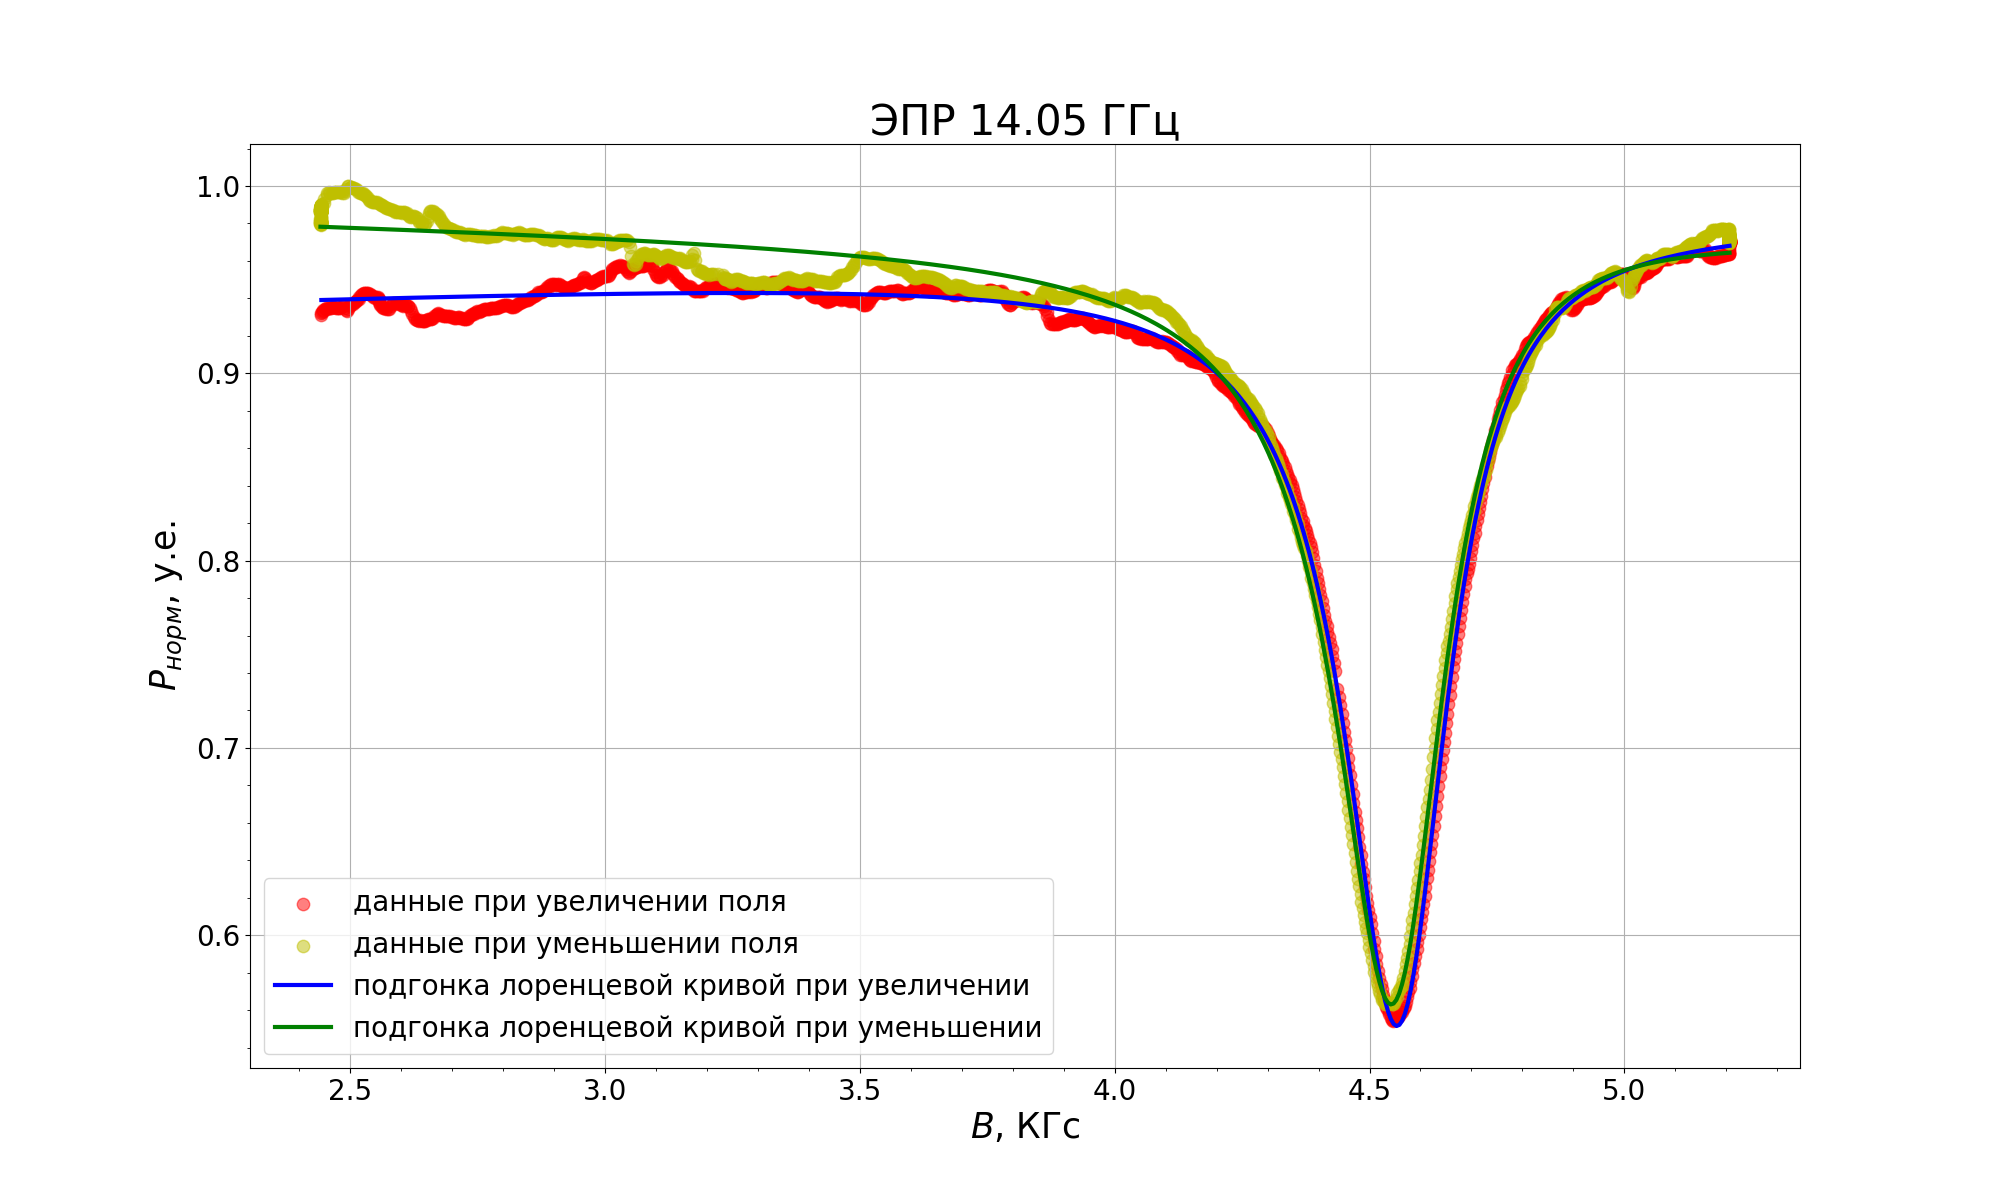 ЭПР 14.05 ГГц
1.0
0.9
0.8
0.7
0.6
P_норм, у.е.
данные при увеличении поля
данные при уменьшении поля
подгонка лоренцевой кривой при увеличении
подгонка лоренцевой кривой при уменьшении
2.5 3.0 3.5 4.0 4.5 5.0
B, КГс